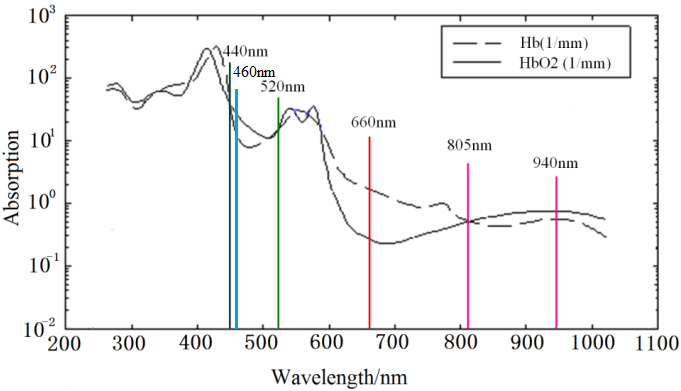 10³
10²
10¹
10⁰
10⁻¹
10⁻²
Absorption
Hb(1/mm)
HbO2 (1/mm)
440nm
460nm
520nm
660nm
805nm
940nm
200 300 400 500 600 700 800 900 1000 1100
Wavelength/nm